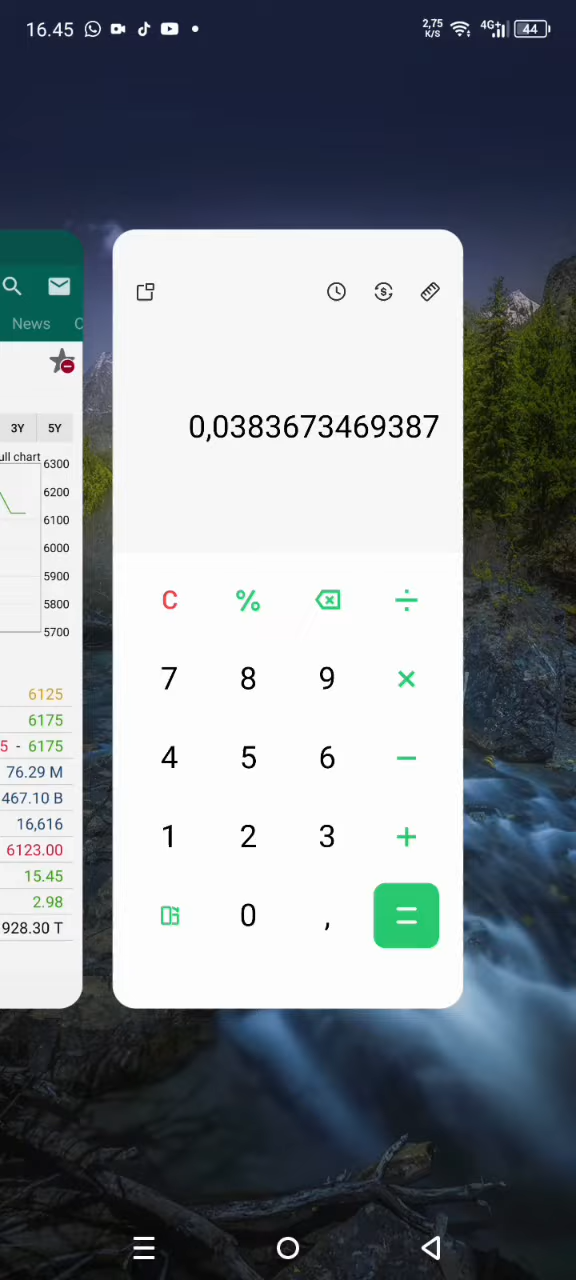 16.45
2,75
K/S
4G+
44
News
3Y 5Y
ull chart
6300
6200
6100
6000
5900
5800
5700
6125
6175
5 - 6175
76.29 M
467.10 B
16,616
6123.00
15.45
2.98
928.30 T
0,0383673469387
C % ÷
7 8 9 ×
4 5 6 −
1 2 3 +
0 , =